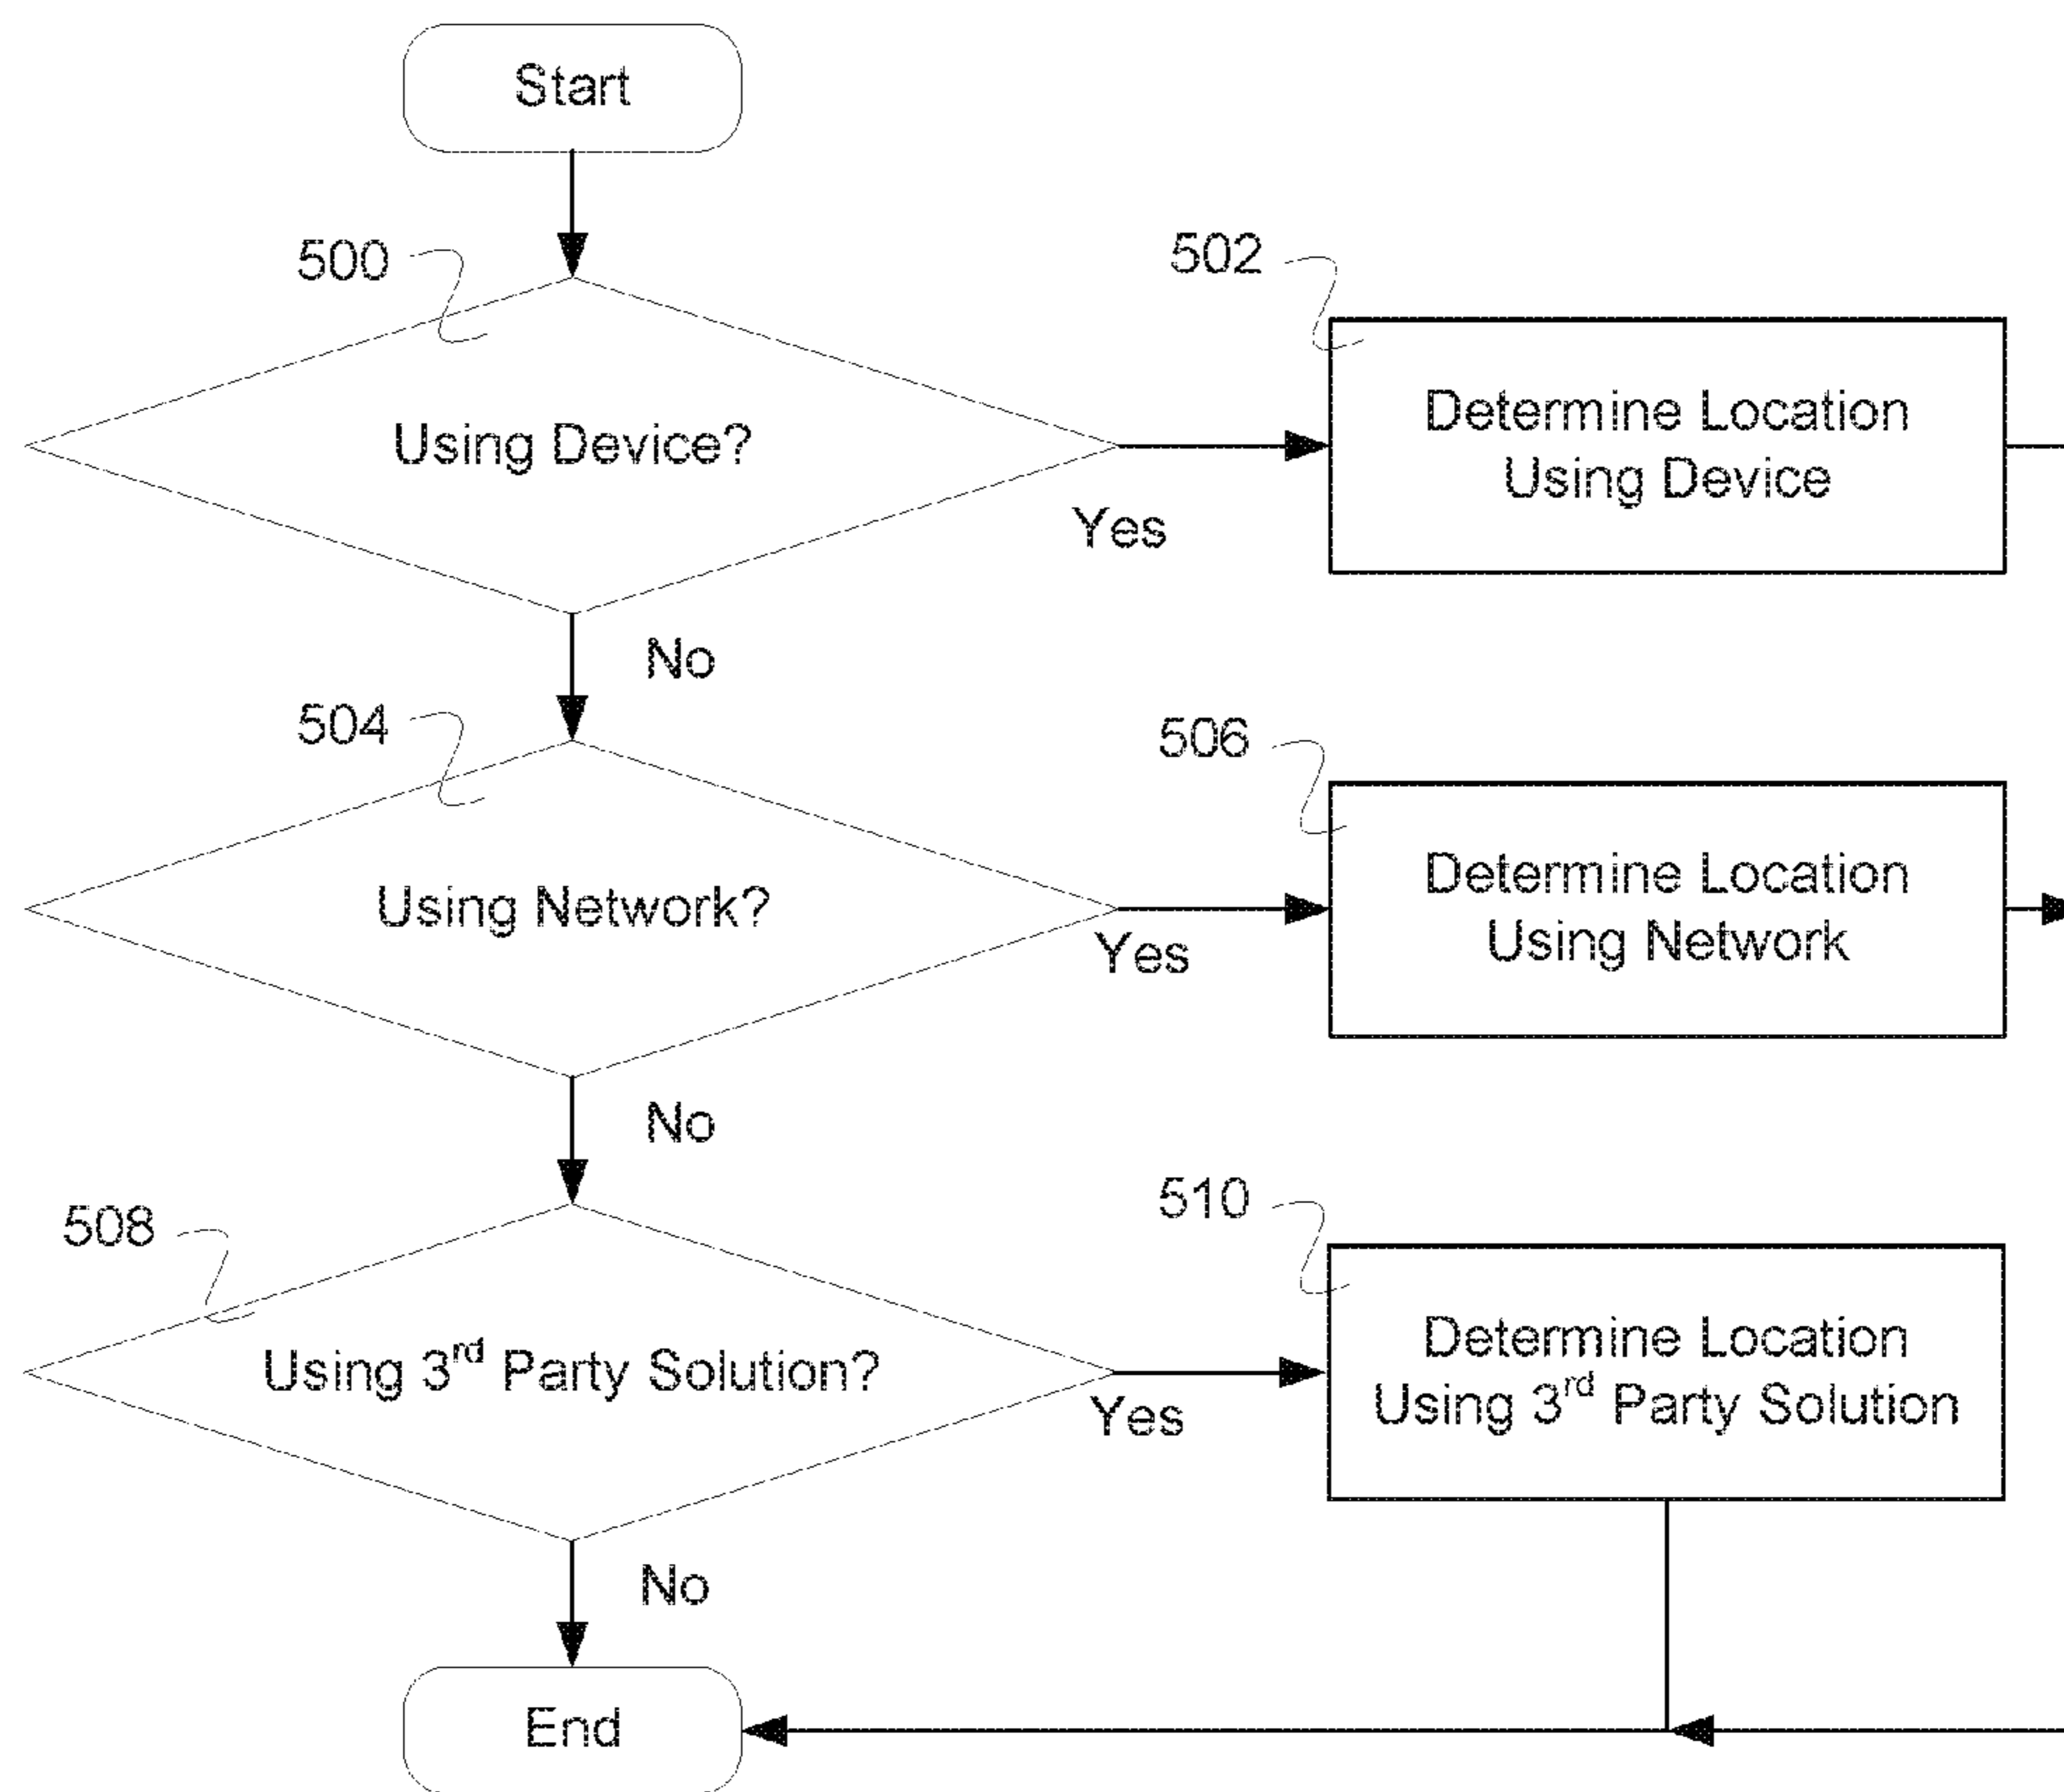 Start
500
502
Using Device?
Determine Location
Using Device
Yes
No
504
506
Using Network?
Determine Location
Using Network
Yes
No
508
510
Using 3rd Party Solution?
Determine Location
Using 3rd Party Solution
Yes
No
End